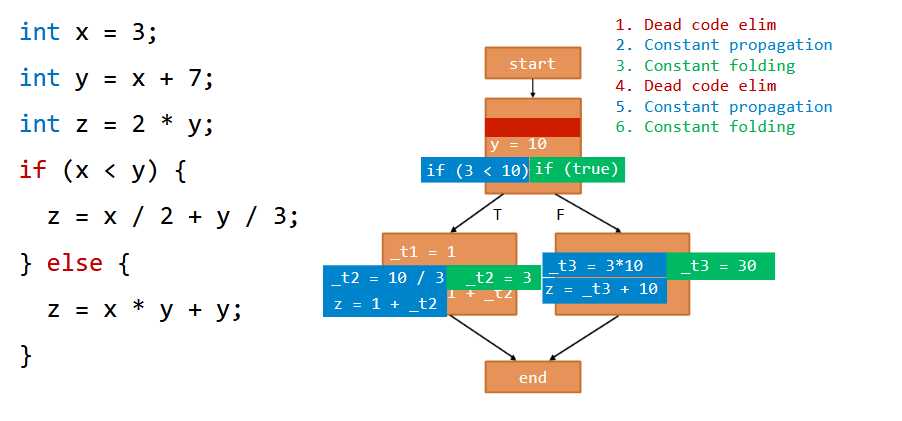 int x = 3;
int y = x + 7;
int z = 2 * y;
if (x < y) {
  z = x / 2 + y / 3;
} else {
  z = x * y + y;
}
1. Dead code elim
2. Constant propagation
3. Constant folding
4. Dead code elim
5. Constant propagation
6. Constant folding
start
y = 10
if (3 < 10) if (true)
T F
_t1 = 1
_t2 = 10 / 3 _t2 = 3
z = 1 + _t2 1 + _t2
_t3 = 3*10 _t3 = 30
z = _t3 + 10
end